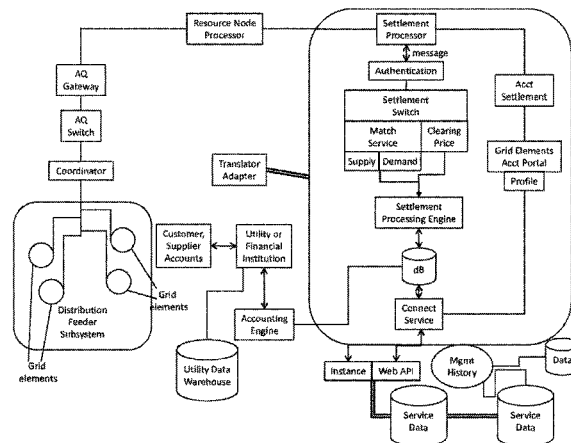 Resource Node
Processor
Settlement
Processor
message
Authentication
AQ
Gateway
Acct
Settlement
Settlement
Switch
AQ
Switch
Match
Service
Clearing
Price
Supply
Demand
Grid Elements
Acct Portal
Profile
Translator
Adapter
Coordinator
Settlement
Processing Engine
Customer,
Supplier
Accounts
Utility or
Financial
Institution
dB
Grid
elements
Distribution
Feeder
Subsystem
Accounting
Engine
Connect
Service
Grid
elements
Utility Data
Warehouse
Instance
Web API
Mgmt
History
Data
Service
Data
Service
Data